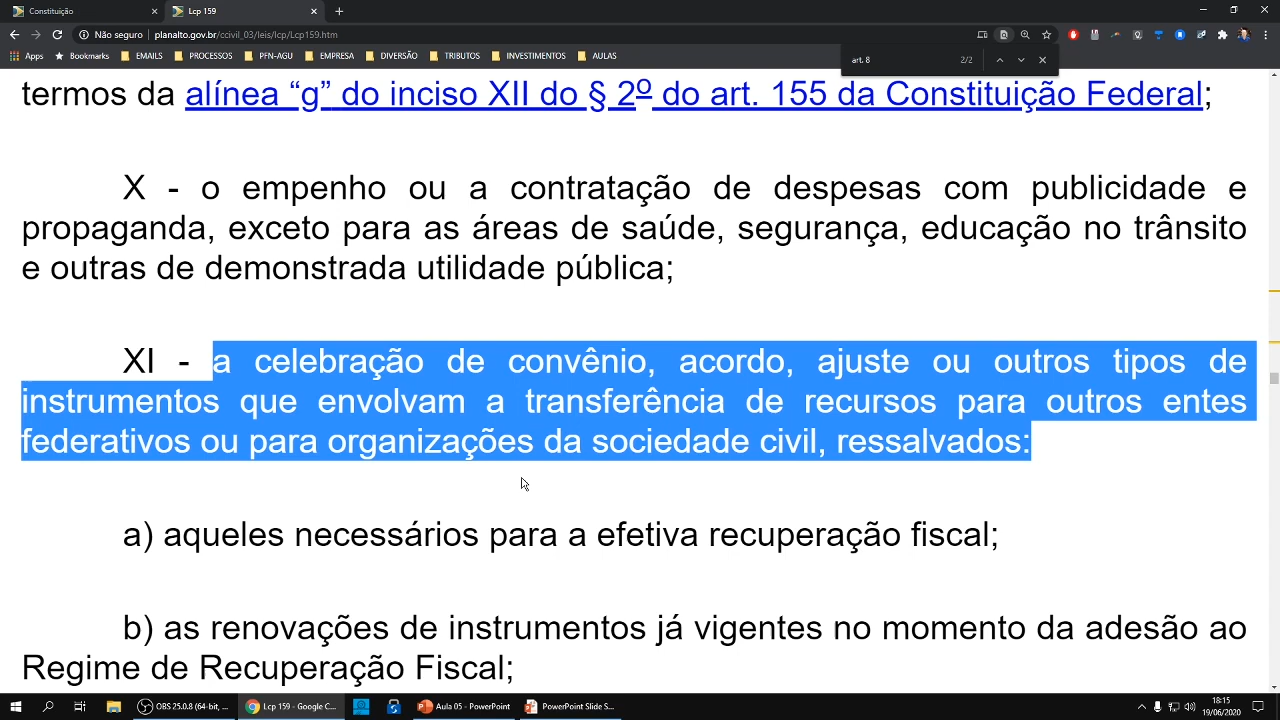 Constituição
Lcp 159
Não seguro | planalto.gov.br/ccivil_03/leis/lcp/Lcp159.htm
Apps Bookmarks EMAILS PROCESSOS PFN-AGU EMPRESA DIVERSÃO TRIBUTOS INVESTIMENTOS AULAS
art. 8 2/2
termos da alínea “g” do inciso XII do § 2º do art. 155 da Constituição Federal;
X - o empenho ou a contratação de despesas com publicidade e
propaganda, exceto para as áreas de saúde, segurança, educação no trânsito
e outras de demonstrada utilidade pública;
XI - a celebração de convênio, acordo, ajuste ou outros tipos de
instrumentos que envolvam a transferência de recursos para outros entes
federativos ou para organizações da sociedade civil, ressalvados:
a) aqueles necessários para a efetiva recuperação fiscal;
b) as renovações de instrumentos já vigentes no momento da adesão ao
Regime de Recuperação Fiscal;
OBS 25.0.8 (64-bit, ... Lcp 159 - Google C... Aula 05 - PowerPoint PowerPoint Slide S...
18:15
19/06/2020